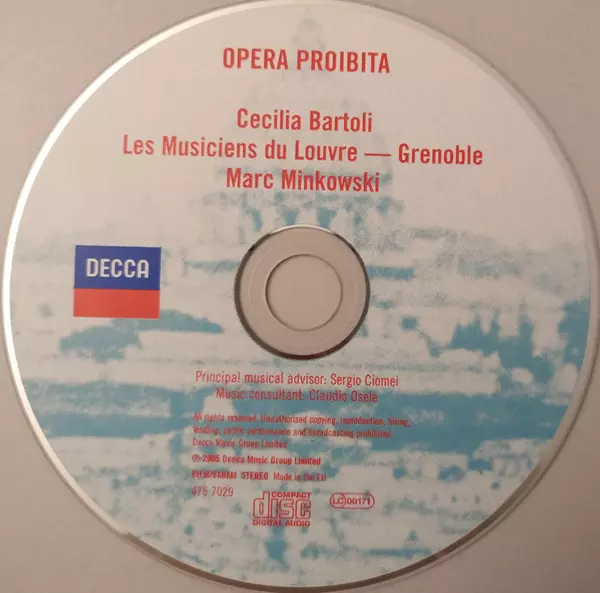 OPERA PROIBITA
Cecilia Bartoli
Les Musiciens du Louvre — Grenoble
Marc Minkowski
DECCA
Principal musical advisor: Sergio Ciomei
Music consultant: Claudio Osele
All rights reserved. Unauthorised copying, reproduction, hiring,
lending, public performance and broadcasting prohibited.
Decca Music Group Limited
℗ 2005 Decca Music Group Limited
BIEM/SABAM STEREO Made in the EU
475 7029
COMPACT
disc
DIGITAL AUDIO
LC 00171